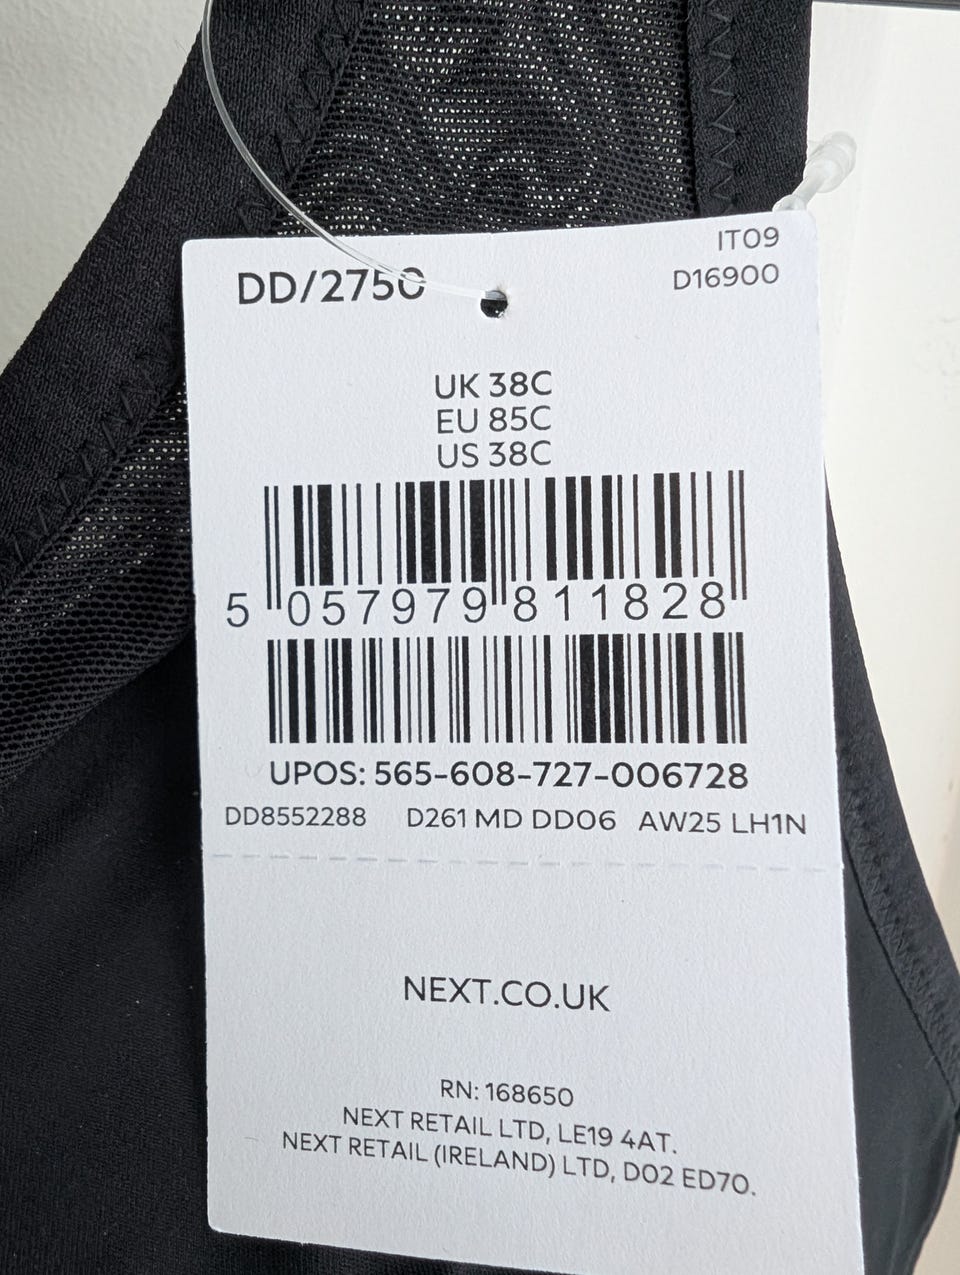 IT09
DD/2750
D16900
UK 38C
EU 85C
US 38C
5 057979 811828
UPOS: 565-608-727-006728
DD8552288 D261 MD DD06 AW25 LH1N
NEXT.CO.UK
RN: 168650
NEXT RETAIL LTD, LE19 4AT.
NEXT RETAIL (IRELAND) LTD, D02 ED70.